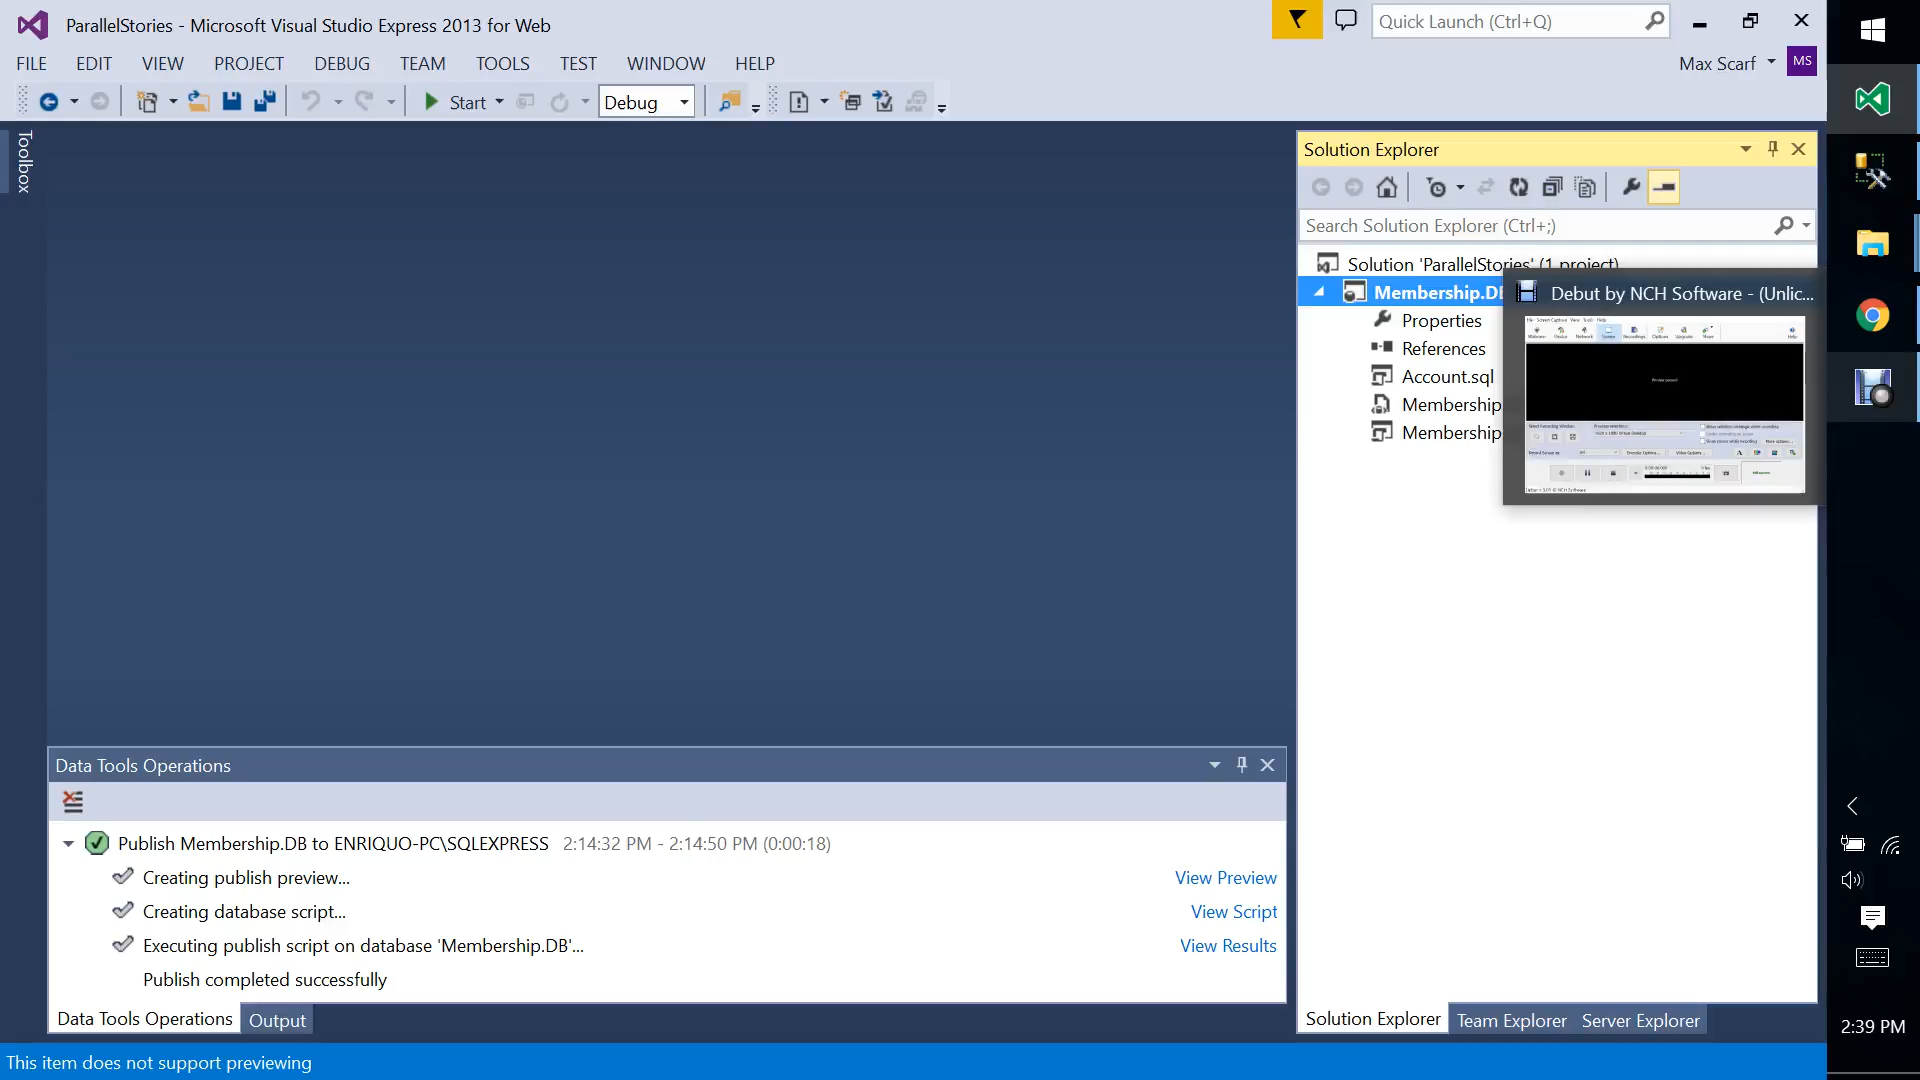 ParallelStories - Microsoft Visual Studio Express 2013 for Web
Quick Launch (Ctrl+Q)
FILE EDIT VIEW PROJECT DEBUG TEAM TOOLS TEST WINDOW HELP
Max Scarf MS
Start Debug
Toolbox
Solution Explorer
Search Solution Explorer (Ctrl+;)
Solution 'ParallelStories' (1 project)
Membership.DB
Debut by NCH Software - (Unlic...
Properties
References
Account.sql
Membership
Membership
Data Tools Operations
Publish Membership.DB to ENRIQUO-PC\SQLEXPRESS 2:14:32 PM - 2:14:50 PM (0:00:18)
Creating publish preview... View Preview
Creating database script... View Script
Executing publish script on database 'Membership.DB'... View Results
Publish completed successfully
Data Tools Operations Output
Solution Explorer Team Explorer Server Explorer
2:39 PM
This item does not support previewing